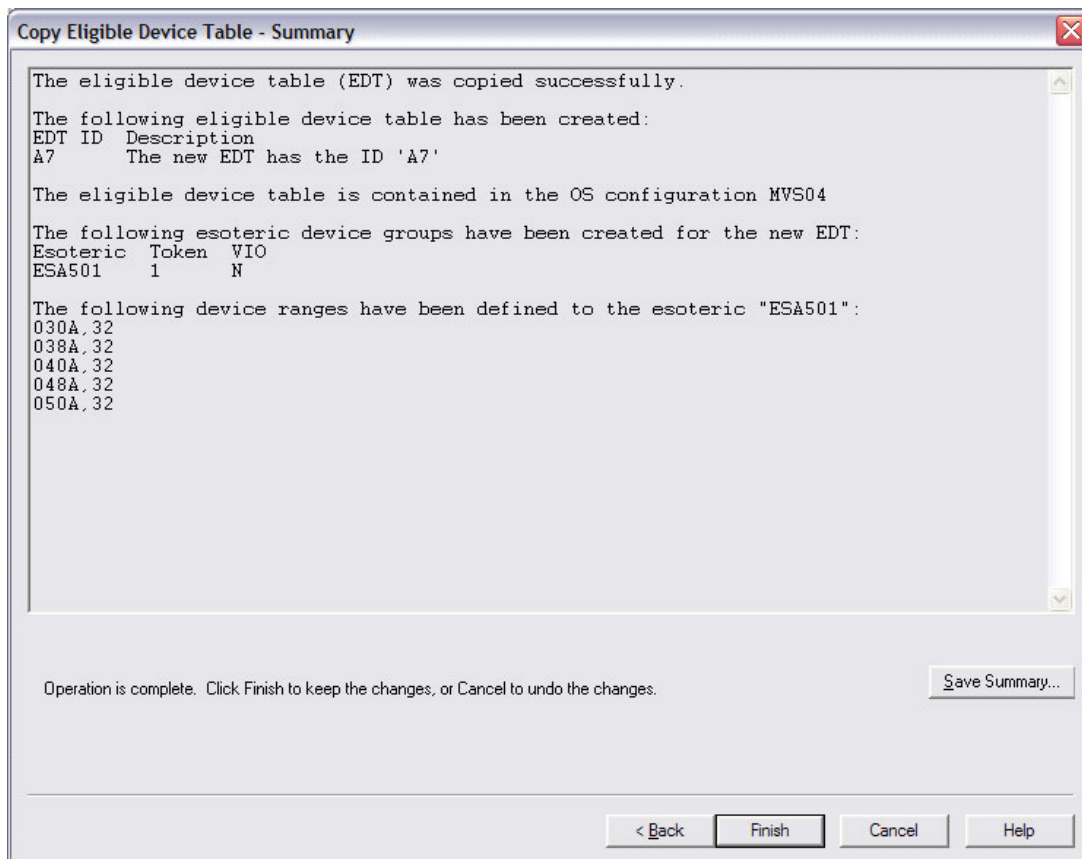 Copy Eligible Device Table - Summary
The eligible device table (EDT) was copied successfully.
The following eligible device table has been created:
EDT ID  Description
A7      The new EDT has the ID 'A7'
The eligible device table is contained in the OS configuration MVS04
The following esoteric device groups have been created for the new EDT:
Esoteric  Token  VIO
ESA501    1      N
The following device ranges have been defined to the esoteric "ESA501":
030A,32
038A,32
040A,32
048A,32
050A,32
Operation is complete.  Click Finish to keep the changes, or Cancel to undo the changes.
Save Summary...
< Back
Finish
Cancel
Help